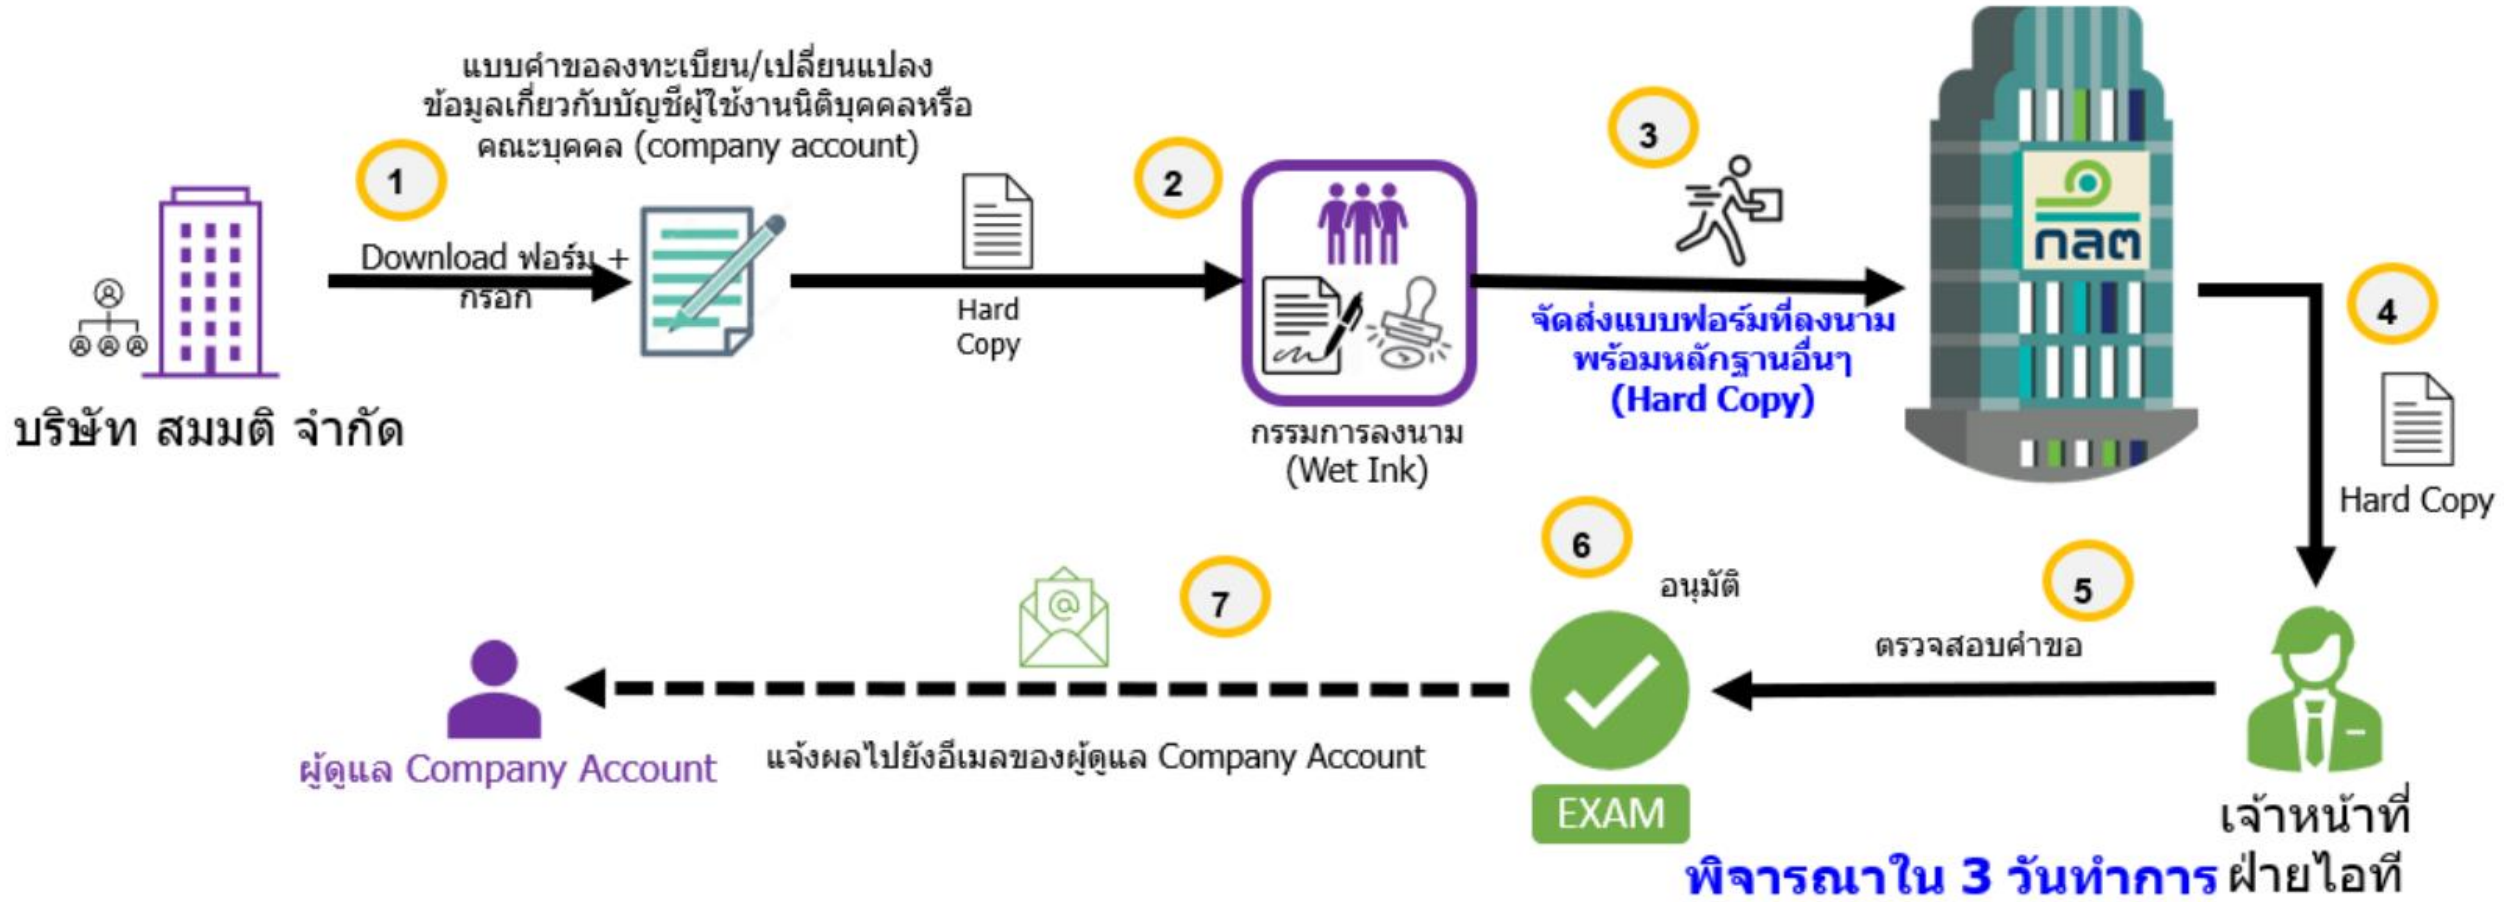 แบบคำขอลงทะเบียน/เปลี่ยนแปลง
ข้อมูลเกี่ยวกับบัญชีผู้ใช้งานนิติบุคคลหรือ
คณะบุคคล (company account)
1
Download ฟอร์ม +
กรอก
บริษัท สมมติ จำกัด
Hard
Copy
2
กรรมการลงนาม
(Wet Ink)
3
จัดส่งแบบฟอร์มที่ลงนาม
พร้อมหลักฐานอื่นๆ
(Hard Copy)
กลต
4
Hard Copy
5
ตรวจสอบคำขอ
เจ้าหน้าที่
ฝ่ายไอที
พิจารณาใน 3 วันทำการ
6
อนุมัติ
EXAM
7
@
แจ้งผลไปยังอีเมลของผู้ดูแล Company Account
ผู้ดูแล Company Account